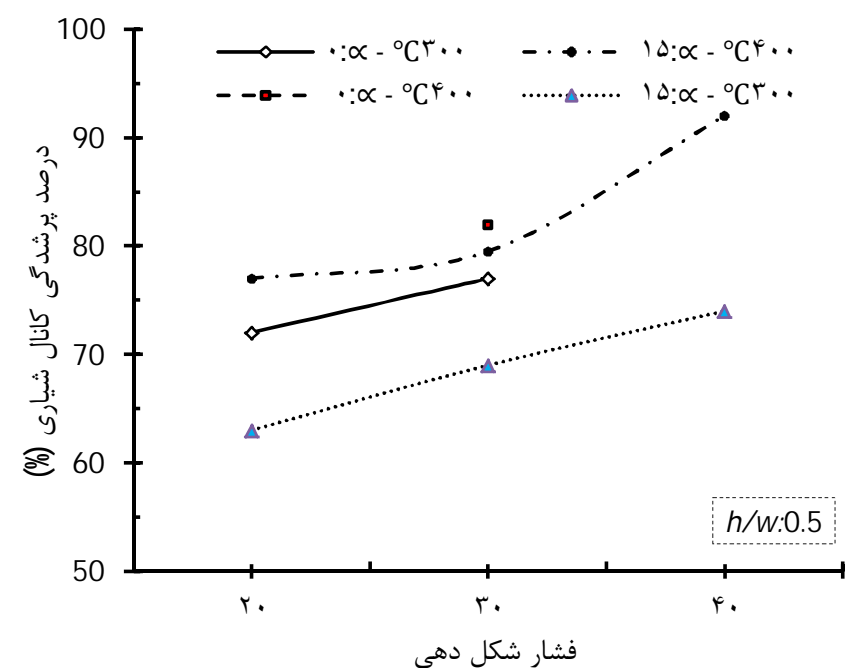 درصد پرشدگی کانال شیاری (%)
100
90
80
70
60
50
۰:∝ - °C۳۰۰
۱۵:∝ - °C۴۰۰
۰:∝ - °C۴۰۰
۱۵:∝ - °C۳۰۰
h/w:0.5
۲۰ ۳۰ ۴۰
فشار شکل دهی